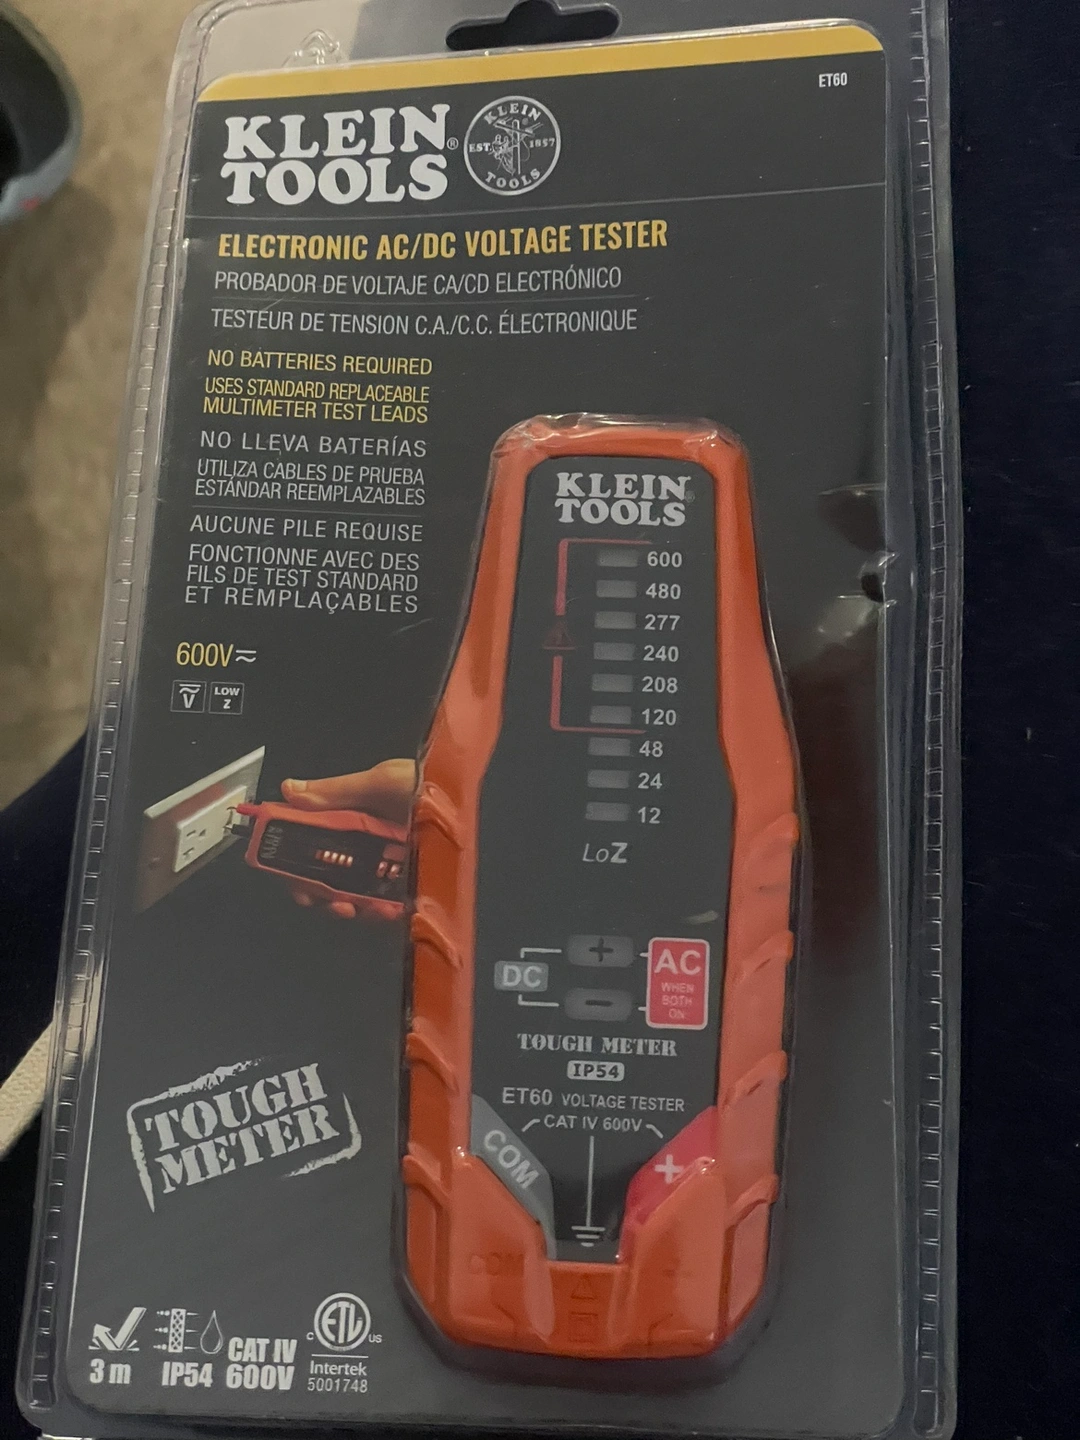 ET60
KLEIN
TOOLS®
KLEIN
EST. 1857
TOOLS
ELECTRONIC AC/DC VOLTAGE TESTER
PROBADOR DE VOLTAJE CA/CD ELECTRÓNICO
TESTEUR DE TENSION C.A./C.C. ÉLECTRONIQUE
NO BATTERIES REQUIRED
USES STANDARD REPLACEABLE
MULTIMETER TEST LEADS
NO LLEVA BATERÍAS
UTILIZA CABLES DE PRUEBA
ESTÁNDAR REEMPLAZABLES
AUCUNE PILE REQUISE
FONCTIONNE AVEC DES
FILS DE TEST STANDARD
ET REMPLAÇABLES
600V
V LOW
Z
KLEIN
TOOLS®
600
480
277
240
208
120
48
24
12
LoZ
+
DC
-
AC
WHEN
BOTH
ON
TOUGH METER
IP54
ET60 VOLTAGE TESTER
CAT IV 600V
COM
+
COM
TOUGH
METER
3 m
IP54
CAT IV
600V
C ETL US
Intertek
5001748